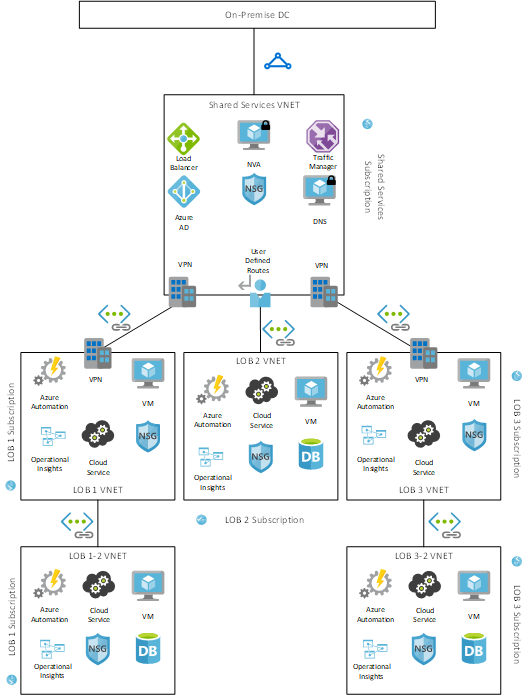 On-Premise DC
Shared Services VNET
Load
Balancer
NVA
Traffic
Manager
Azure
AD
NSG
DNS
Shared Services
Subscription
VPN
User
Defined
Routes
VPN
LOB 1 Subscription
VPN
Azure
Automation
VM
Operational
Insights
Cloud
Service
NSG
LOB 1 VNET
LOB 2 VNET
Azure
Automation
Cloud
Service
VM
Operational
Insights
NSG
DB
LOB 2 Subscription
VPN
Azure
Automation
VM
Operational
Insights
Cloud
Service
NSG
LOB 3 VNET
LOB 3 Subscription
LOB 1 Subscription
LOB 1-2 VNET
Azure
Automation
Cloud
Service
VM
Operational
Insights
NSG
DB
LOB 3-2 VNET
Azure
Automation
Cloud
Service
VM
Operational
Insights
NSG
DB
LOB 3 Subscription